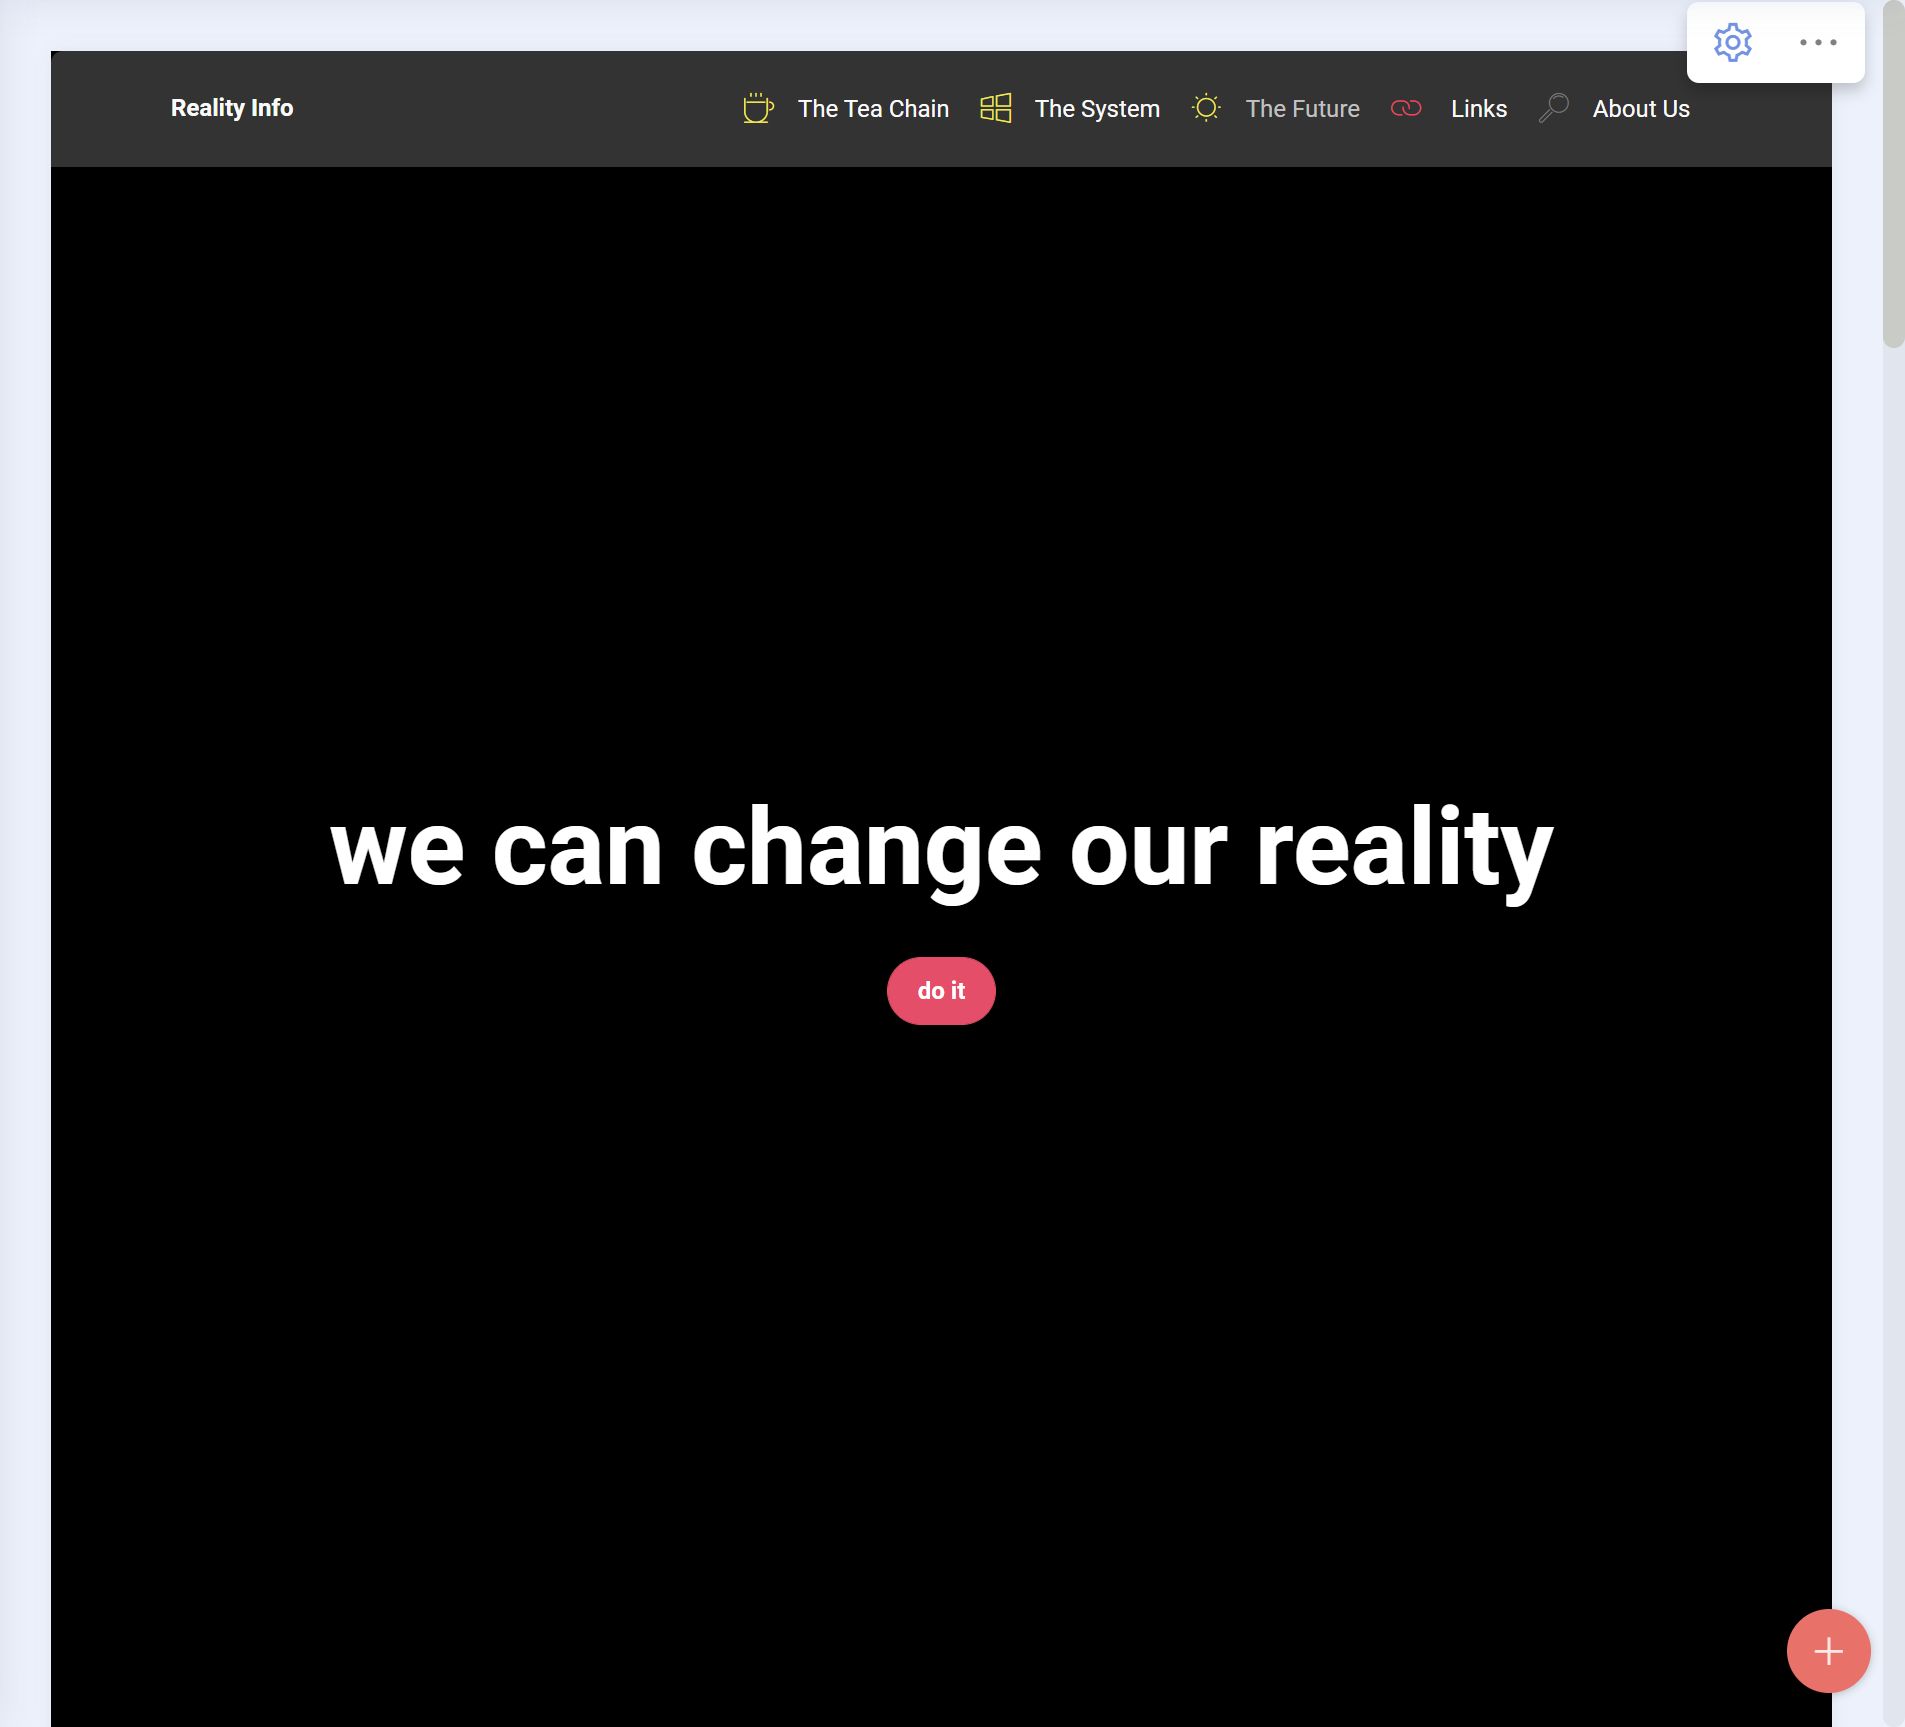 Reality Info
The Tea Chain
The System
The Future
Links
About Us
we can change our reality
do it